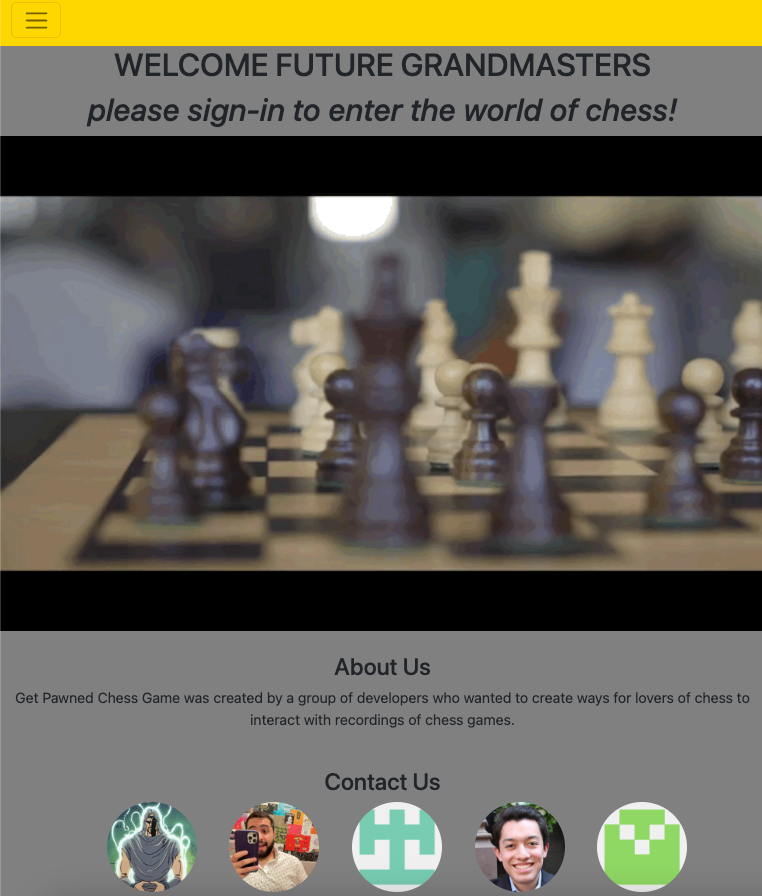 WELCOME FUTURE GRANDMASTERS
please sign-in to enter the world of chess!
About Us
Get Pawned Chess Game was created by a group of developers who wanted to create ways for lovers of chess to
interact with recordings of chess games.
Contact Us